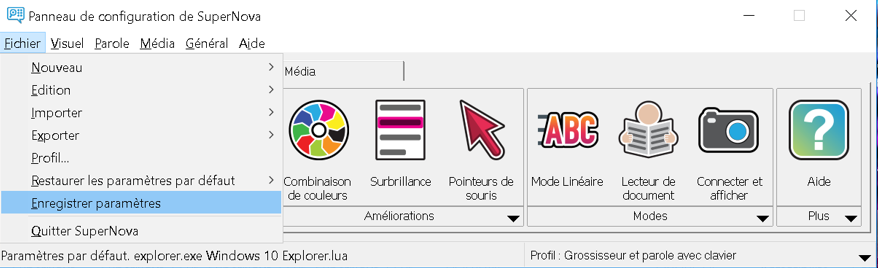 Panneau de configuration de SuperNova
Fichier Visuel Parole Média Général Aide
Nouveau
Edition
Importer
Exporter
Profil...
Restaurer les paramètres par défaut
Enregistrer paramètres
Quitter SuperNova
Média
Combinaison de couleurs
Surbrillance
Pointeurs de souris
Améliorations
ABC
Mode Linéaire
Lecteur de document
Connecter et afficher
Modes
?
Aide
Plus
Paramètres par défaut. explorer.exe Windows 10 Explorer.lua
Profil : Grossisseur et parole avec clavier